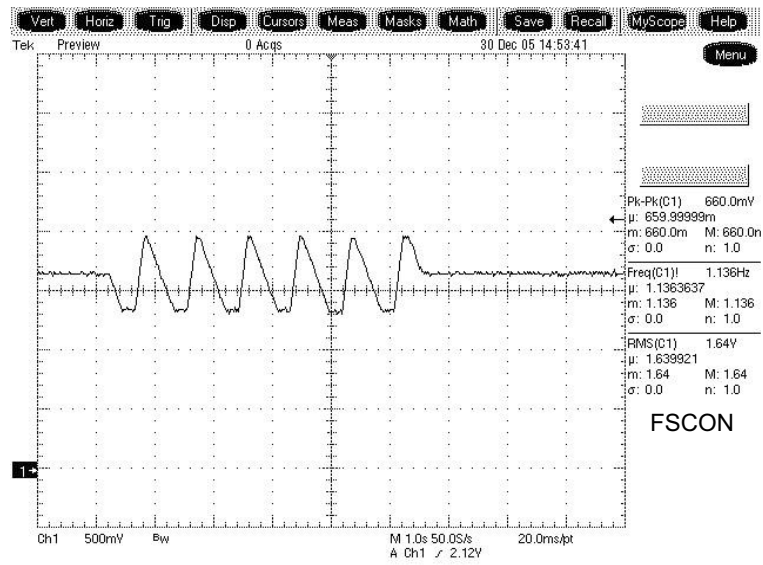 Vert Horiz Trig Disp Cursors Meas Masks Math Save Recall MyScope Help
Tek Preview 0 Acqs 30 Dec 05 14:53:41
Menu
Pk-Pk(C1) 660.0mV
μ: 659.99999m
m: 660.0m M: 660.0m
σ: 0.0 n: 1.0
Freq(C1)! 1.136Hz
μ: 1.1363637
m: 1.136 M: 1.136
σ: 0.0 n: 1.0
RMS(C1) 1.64V
μ: 1.639921
m: 1.64 M: 1.64
σ: 0.0 n: 1.0
FSCON
1
Ch1 500mV BW M 1.0s 50.0S/s 20.0ms/pt
A Ch1 / 2.12V